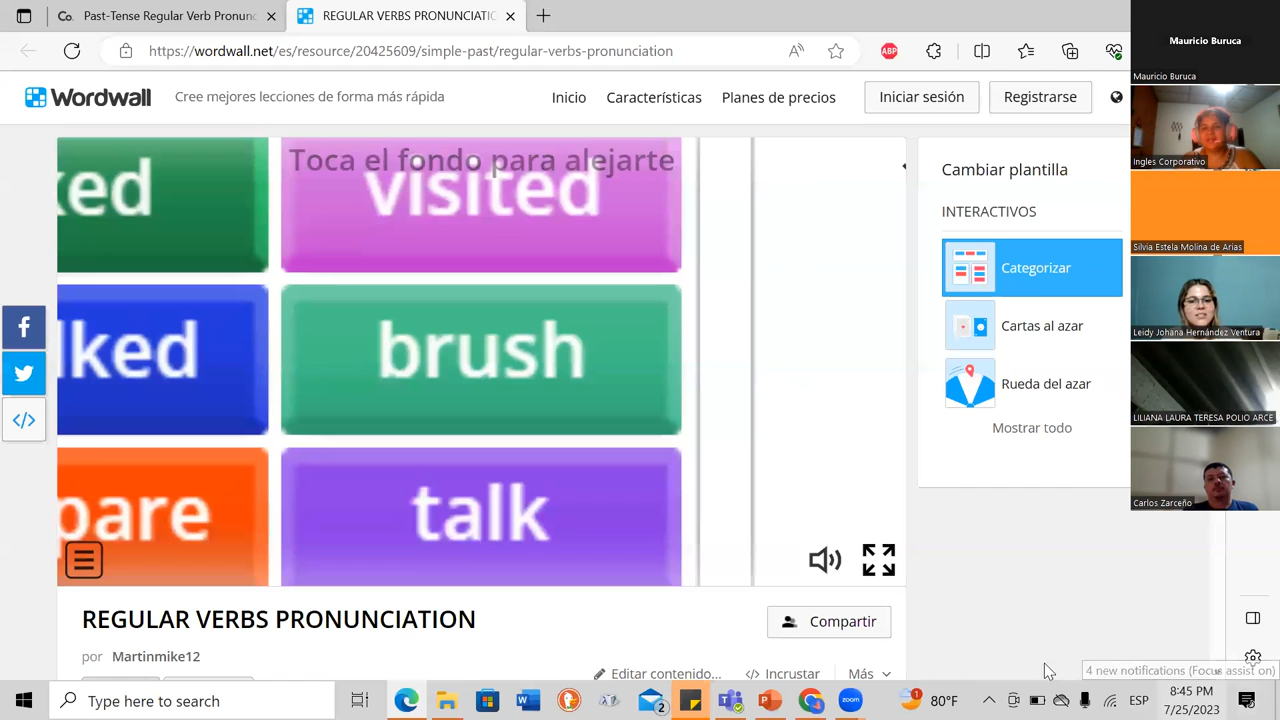 Past-Tense Regular Verb Pronunc
REGULAR VERBS PRONUNCIATIC
https://wordwall.net/es/resource/20425609/simple-past/regular-verbs-pronunciation
ABP
Wordwall
Cree mejores lecciones de forma más rápida
Inicio
Características
Planes de precios
Iniciar sesión
Registrarse
Toca el fondo para alejarte
ked
visited
lked
brush
pare
talk
Cambiar plantilla
INTERACTIVOS
Categorizar
Cartas al azar
Rueda del azar
Mostrar todo
REGULAR VERBS PRONUNCIATION
Compartir
por Martinmike12
Editar contenido...
Incrustar
Más
Mauricio Buruca
Mauricio Buruca
Ingles Corporativo
Silvia Estela Molina de Arias
Leidy Johana Hernández Ventura
LILIANA LAURA TERESA POLIO ARCE
Carlos Zarceño
4 new notifications (Focus assist on)
Type here to search
2
1
80°F
ESP
8:45 PM
7/25/2023